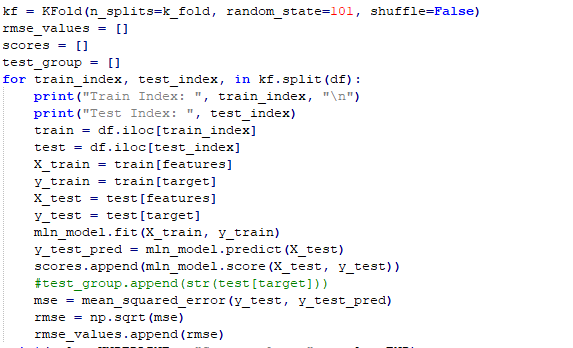 kf = KFold(n_splits=k_fold, random_state=101, shuffle=False)
rmse_values = []
scores = []
test_group = []
for train_index, test_index, in kf.split(df):
    print("Train Index: ", train_index, "\n")
    print("Test Index: ", test_index)
    train = df.iloc[train_index]
    test = df.iloc[test_index]
    X_train = train[features]
    y_train = train[target]
    X_test = test[features]
    y_test = test[target]
    mln_model.fit(X_train, y_train)
    y_test_pred = mln_model.predict(X_test)
    scores.append(mln_model.score(X_test, y_test))
    #test_group.append(str(test[target]))
    mse = mean_squared_error(y_test, y_test_pred)
    rmse = np.sqrt(mse)
    rmse_values.append(rmse)